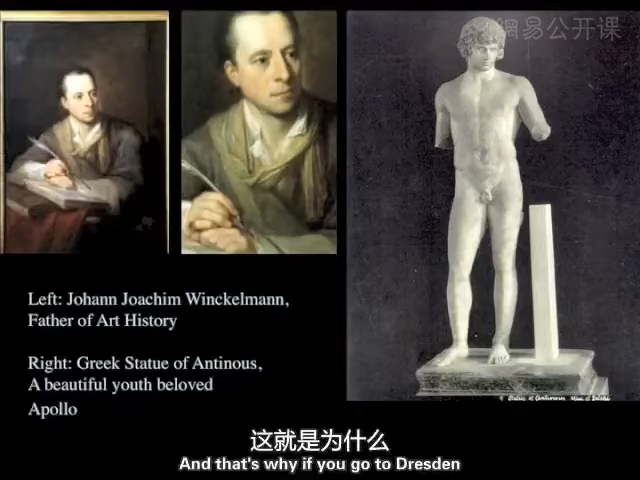 網易公开课
Left: Johann Joachim Winckelmann,
Father of Art History
Right: Greek Statue of Antinous,
A beautiful youth beloved
Apollo
这就是为什么
And that's why if you go to Dresden